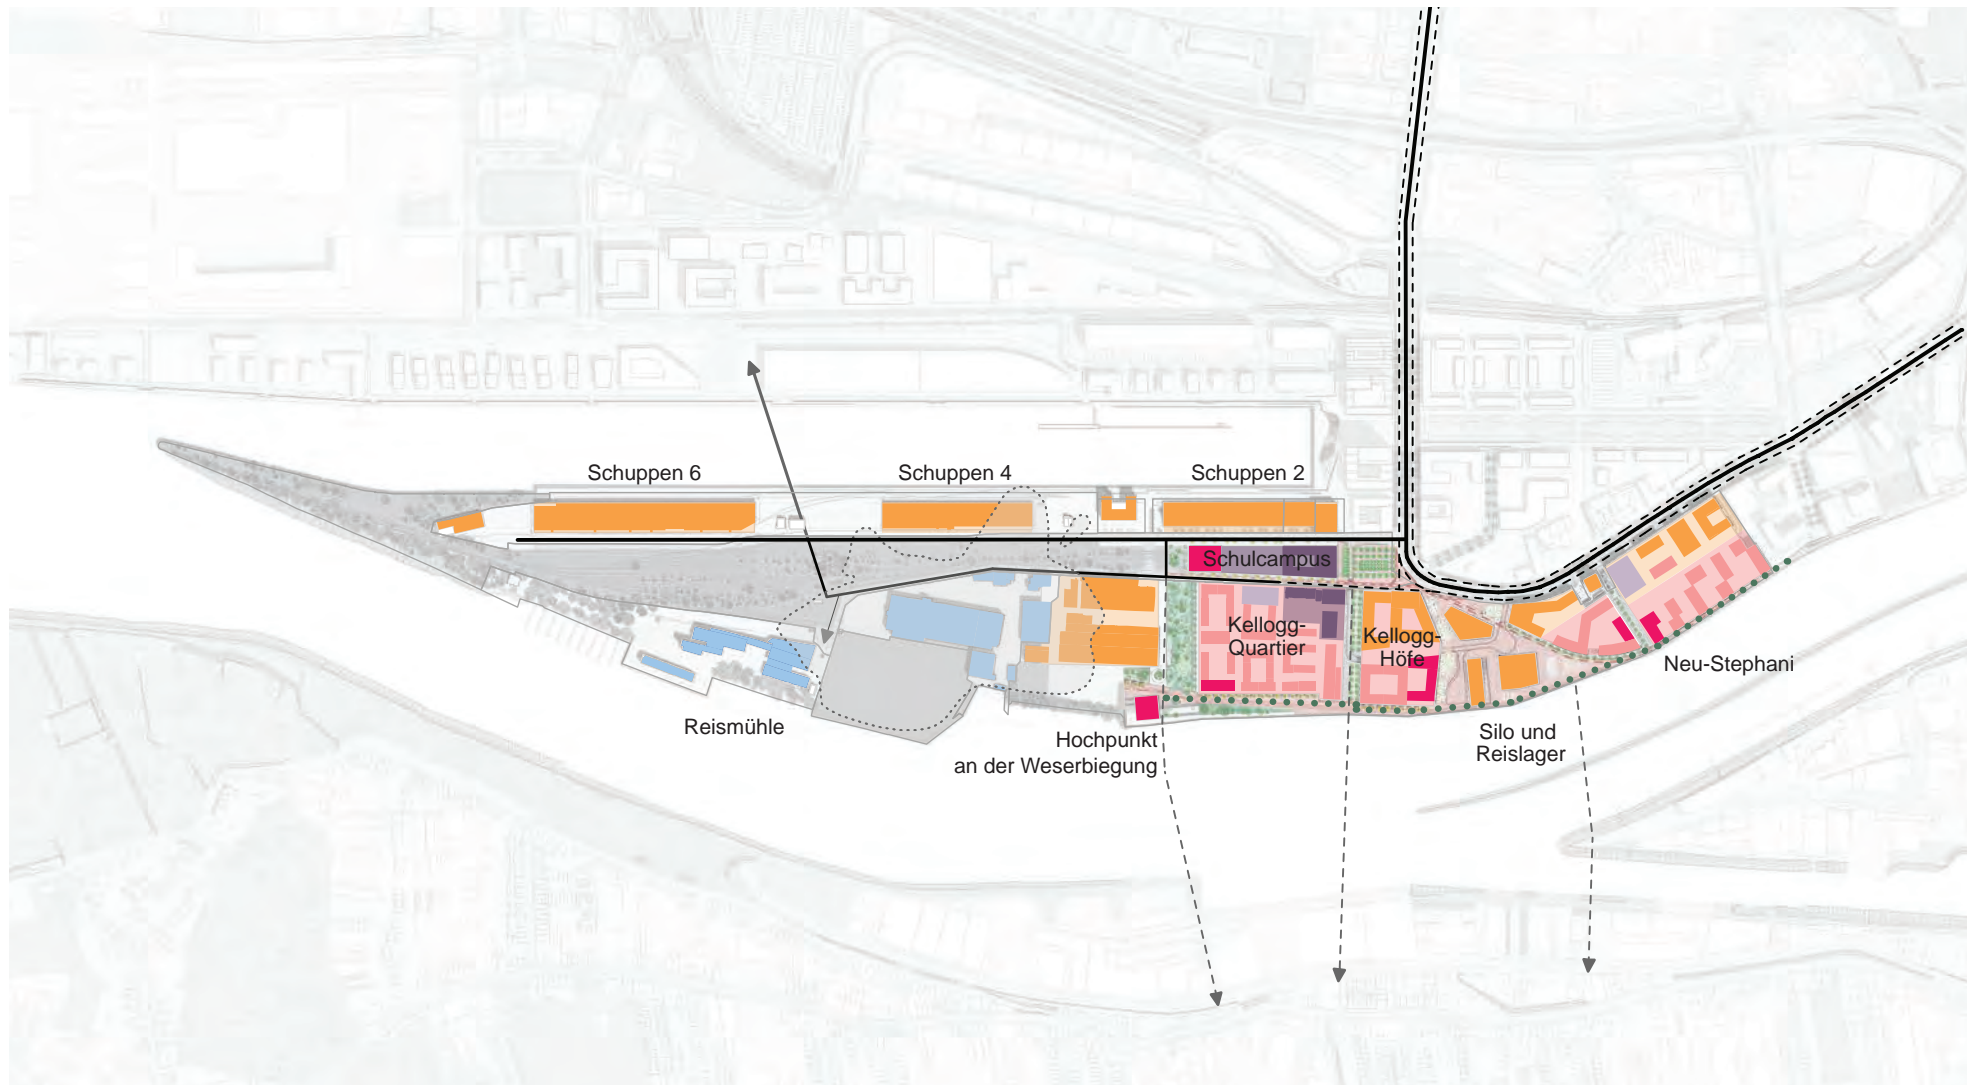 Schuppen 6
Schuppen 4
Schuppen 2
Schulcampus
Kellogg-
Quartier
Kellogg-
Höfe
Neu-Stephani
Reismühle
Hochpunkt
an der Weserbiegung
Silo und
Reislager